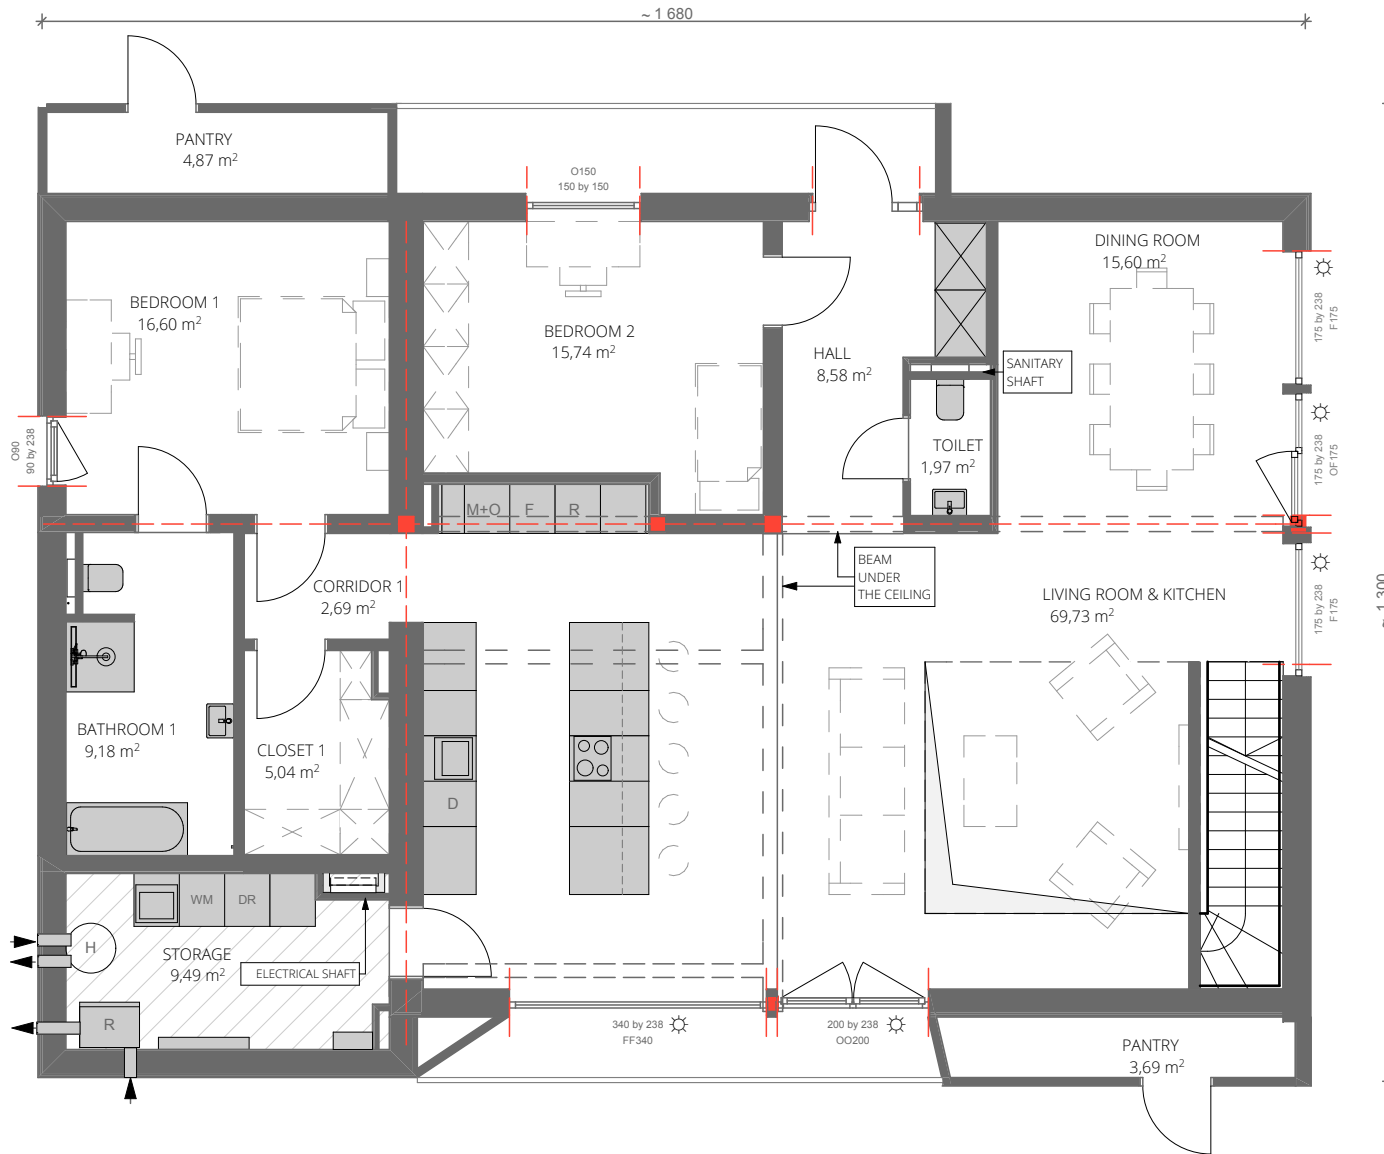 ~ 1 680
PANTRY
4,87 m²
O150
150 by 150
DINING ROOM
15,60 m²
175 by 238
F175
BEDROOM 1
16,60 m²
BEDROOM 2
15,74 m²
HALL
8,58 m²
SANITARY
SHAFT
O90
90 by 238
TOILET
1,97 m²
175 by 238
OF175
M+O
F
R
BEAM
UNDER
THE CEILING
CORRIDOR 1
2,69 m²
LIVING ROOM & KITCHEN
69,73 m²
175 by 238
F175
~ 1 300
BATHROOM 1
9,18 m²
CLOSET 1
5,04 m²
D
WM
DR
H
STORAGE
9,49 m²
ELECTRICAL SHAFT
R
340 by 238
FF340
200 by 238
OO200
PANTRY
3,69 m²